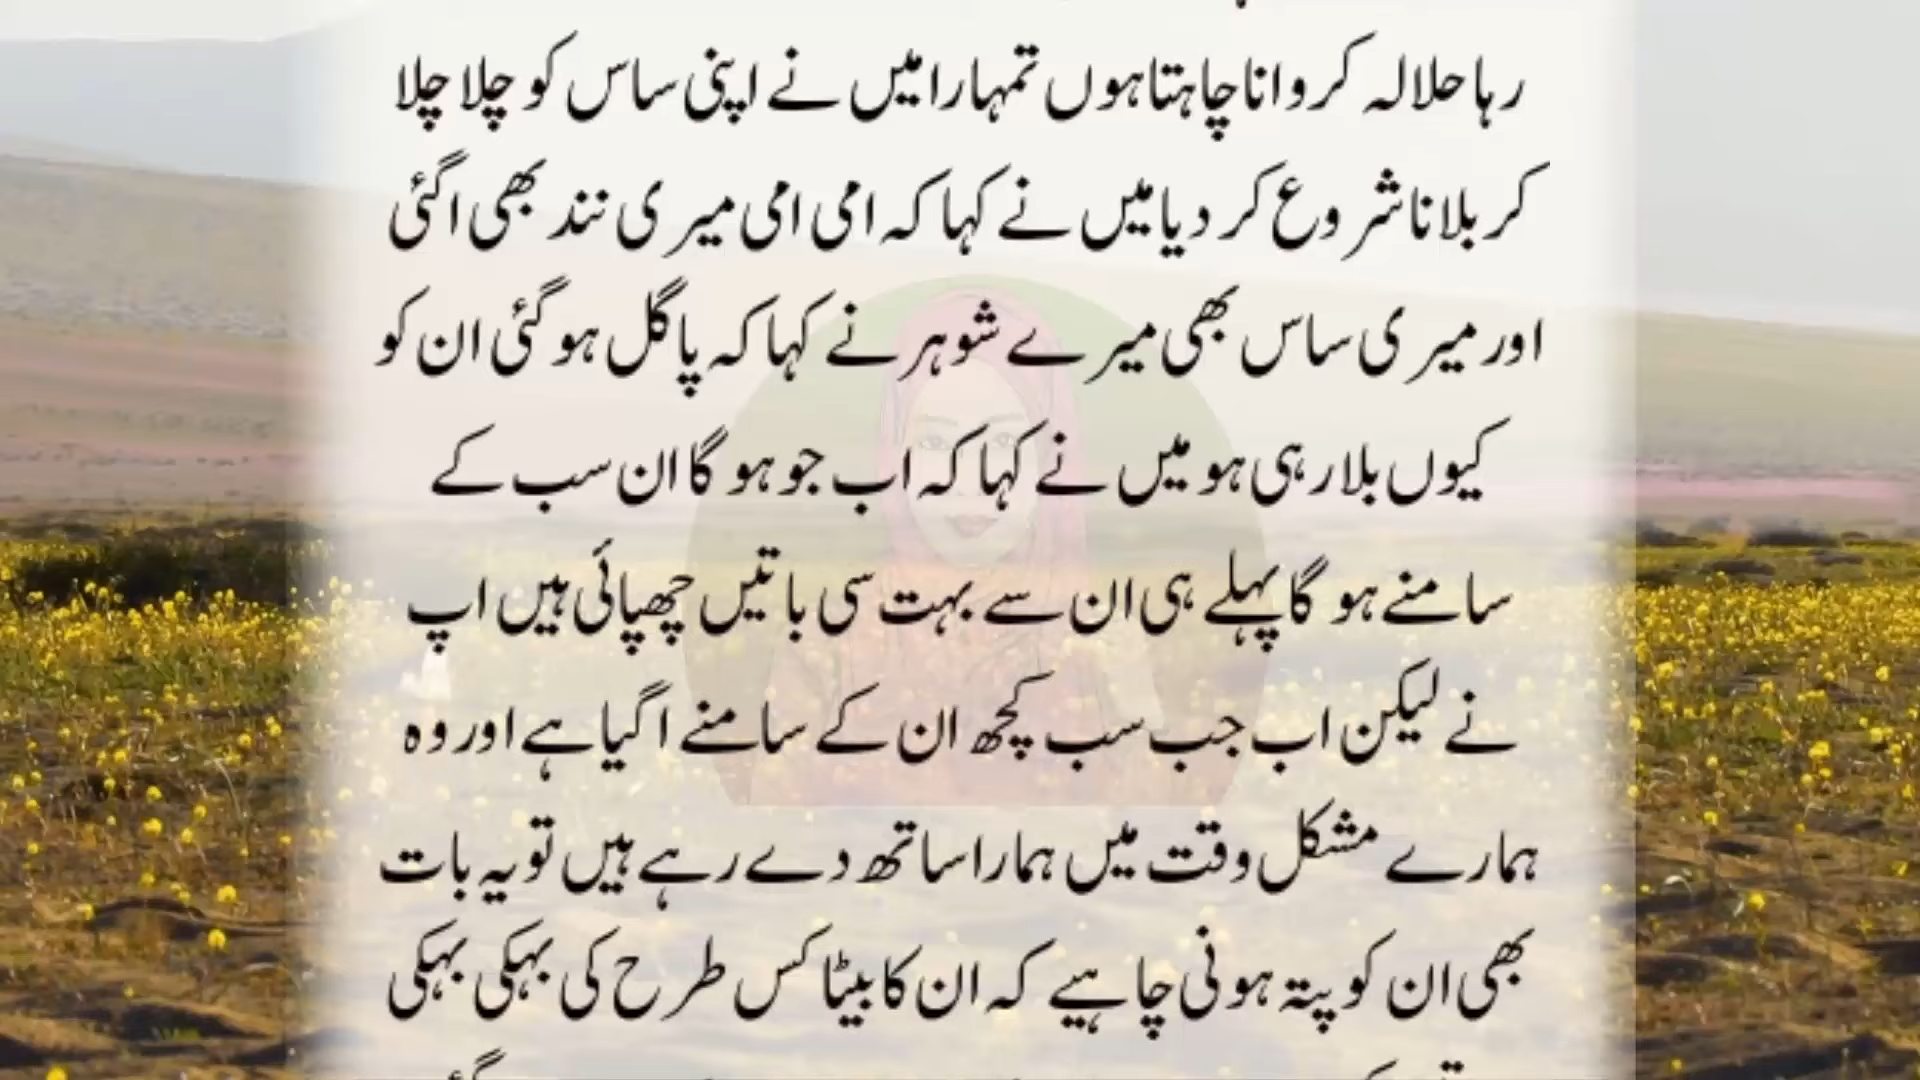 رہا حلالہ کروانا چاہتا ہوں تمہارا میں نے اپنی ساس کو چلا چلا
کر بلانا شروع کر دیا میں نے کہا کہ امی امی میری نند بھی اگئی
اور میری ساس بھی میرے شوہر نے کہا کہ پاگل ہو گئی ان کو
کیوں بلا رہی ہو میں نے کہا کہ اب جو ہو گا ان سب کے
سامنے ہو گا پہلے ہی ان سے بہت سی باتیں چھپائی ہیں اپ
نے لیکن اب جب سب کچھ ان کے سامنے اگیا ہے اور وہ
ہمارے مشکل وقت میں ہمارا ساتھ دے رہے ہیں تو یہ بات
بھی ان کو پتہ ہونی چاہیے کہ ان کا بیٹا کس طرح کی بہکی بہکی